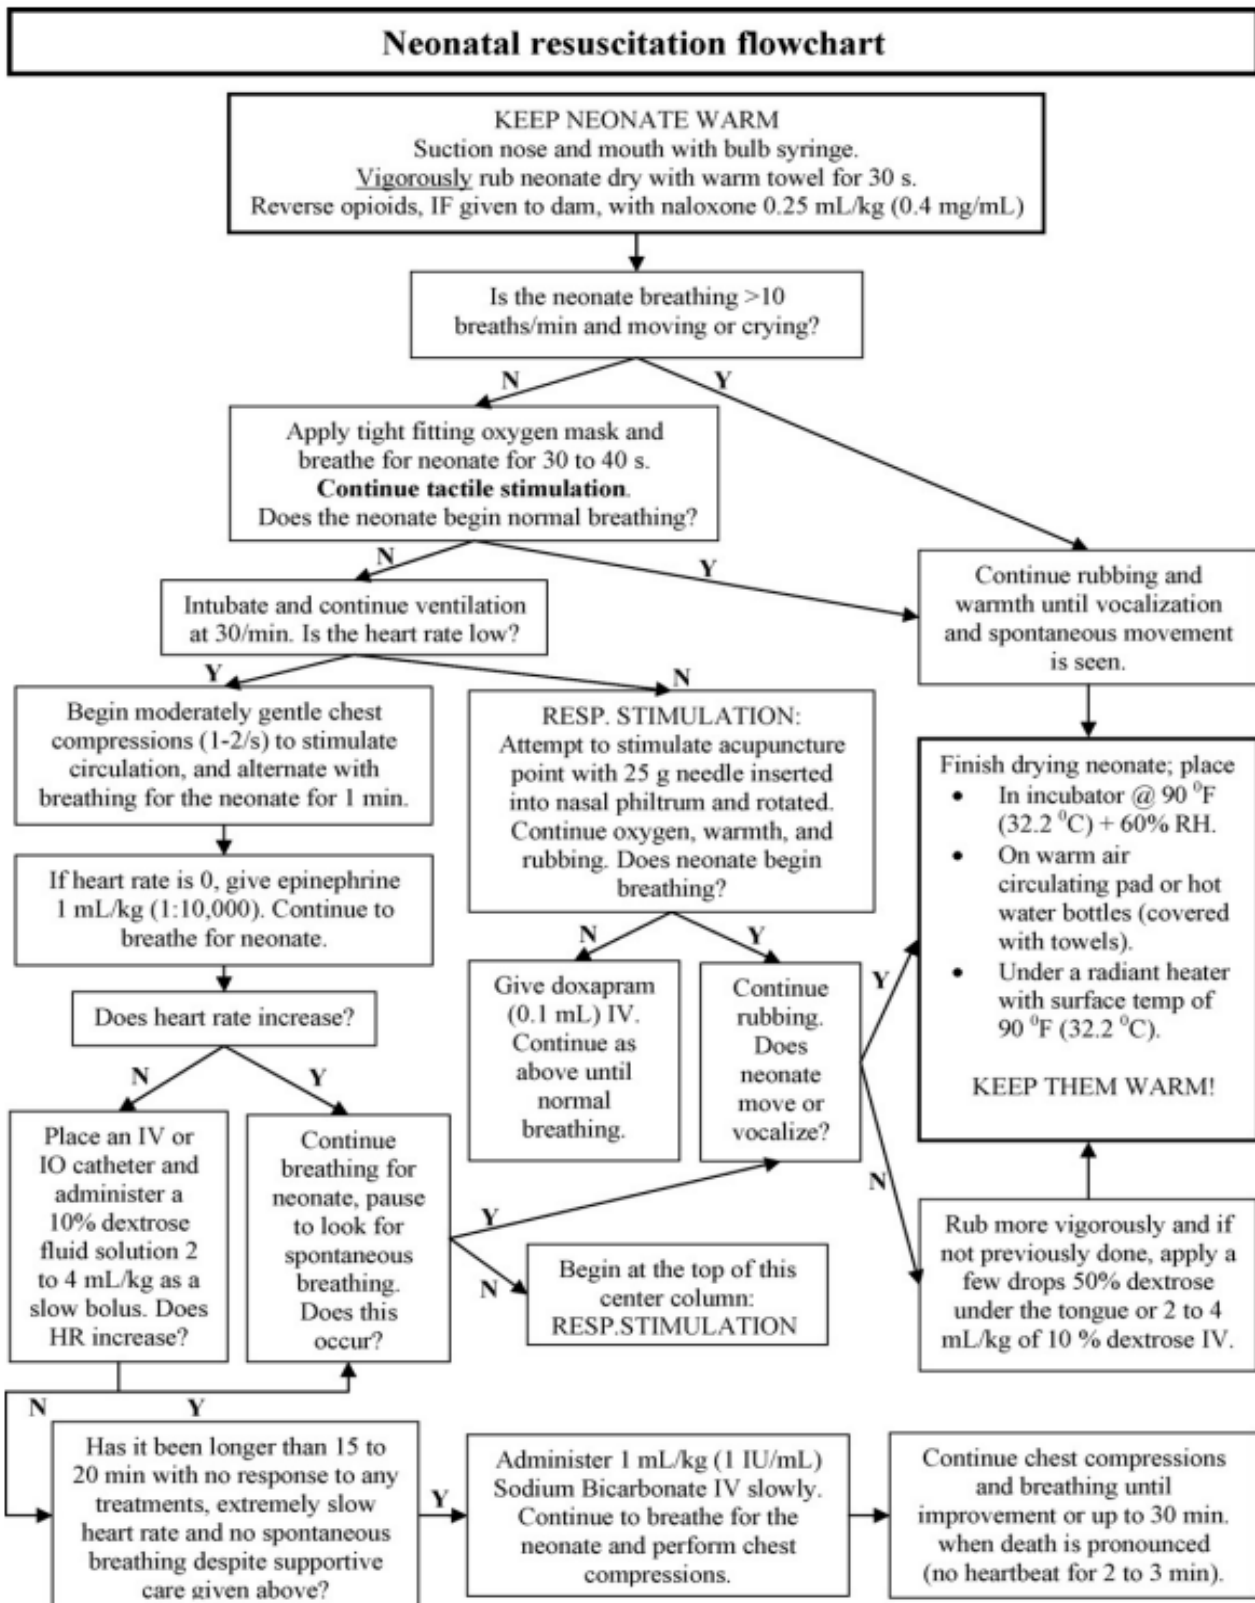 Neonatal resuscitation flowchart
KEEP NEONATE WARM
Suction nose and mouth with bulb syringe.
Vigorously rub neonate dry with warm towel for 30 s.
Reverse opioids, IF given to dam, with naloxone 0.25 mL/kg (0.4 mg/mL)
Is the neonate breathing >10
breaths/min and moving or crying?
N
Y
Apply tight fitting oxygen mask and
breathe for neonate for 30 to 40 s.
Continue tactile stimulation.
Does the neonate begin normal breathing?
N
Y
Continue rubbing and
warmth until vocalization
and spontaneous movement
is seen.
Intubate and continue ventilation
at 30/min. Is the heart rate low?
Y
N
Begin moderately gentle chest
compressions (1-2/s) to stimulate
circulation, and alternate with
breathing for the neonate for 1 min.
RESP. STIMULATION:
Attempt to stimulate acupuncture
point with 25 g needle inserted
into nasal philtrum and rotated.
Continue oxygen, warmth, and
rubbing. Does neonate begin
breathing?
Finish drying neonate; place
• In incubator @ 90 ⁰F
(32.2 ⁰C) + 60% RH.
• On warm air
circulating pad or hot
water bottles (covered
with towels).
• Under a radiant heater
with surface temp of
90 ⁰F (32.2 ⁰C).
KEEP THEM WARM!
If heart rate is 0, give epinephrine
1 mL/kg (1:10,000). Continue to
breathe for neonate.
N
Y
Does heart rate increase?
Give doxapram
(0.1 mL) IV.
Continue as
above until
normal
breathing.
Continue
rubbing.
Does
neonate
move or
vocalize?
Y
N
N
Y
Place an IV or
IO catheter and
administer a
10% dextrose
fluid solution 2
to 4 mL/kg as a
slow bolus. Does
HR increase?
Continue
breathing for
neonate, pause
to look for
spontaneous
breathing.
Does this
occur?
Y
N
Begin at the top of this
center column:
RESP.STIMULATION
Rub more vigorously and if
not previously done, apply a
few drops 50% dextrose
under the tongue or 2 to 4
mL/kg of 10 % dextrose IV.
N
Y
Has it been longer than 15 to
20 min with no response to any
treatments, extremely slow
heart rate and no spontaneous
breathing despite supportive
care given above?
Y
Administer 1 mL/kg (1 IU/mL)
Sodium Bicarbonate IV slowly.
Continue to breathe for the
neonate and perform chest
compressions.
Continue chest compressions
and breathing until
improvement or up to 30 min.
when death is pronounced
(no heartbeat for 2 to 3 min).